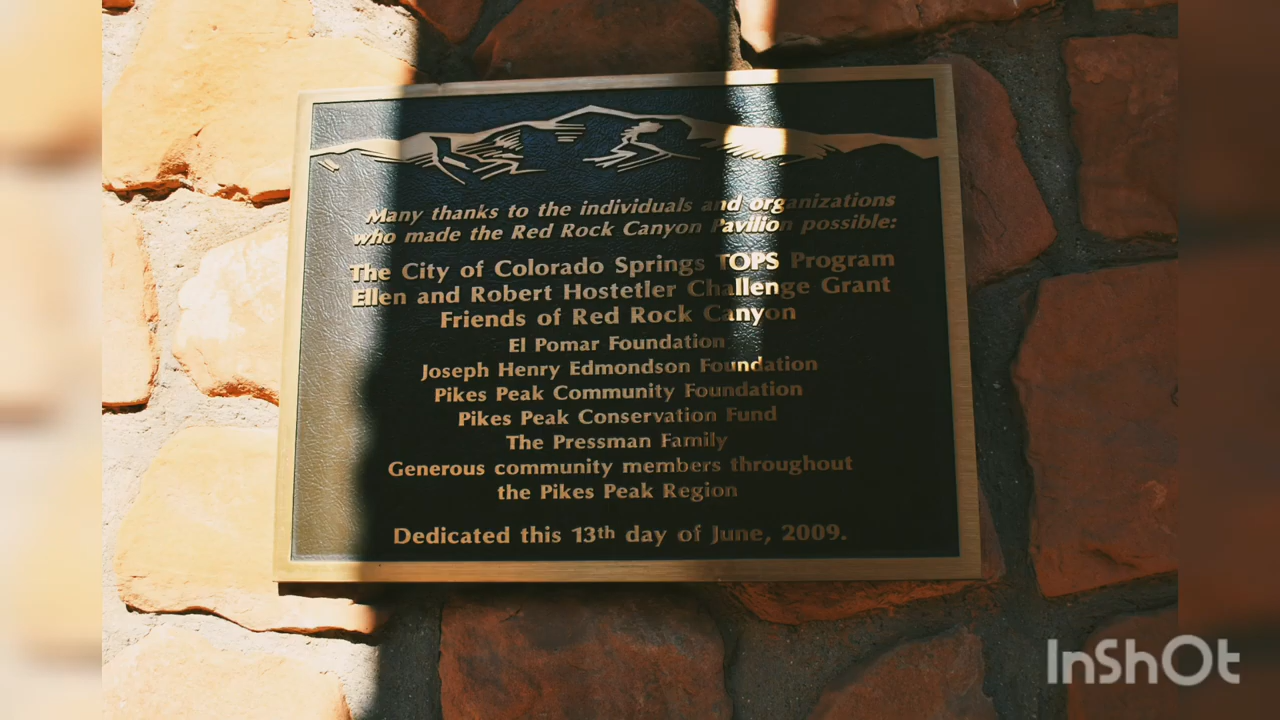 Many thanks to the individuals and organizations
who made the Red Rock Canyon Pavilion possible:
The City of Colorado Springs TOPS Program
Ellen and Robert Hostetler Challenge Grant
Friends of Red Rock Canyon
El Pomar Foundation
Joseph Henry Edmondson Foundation
Pikes Peak Community Foundation
Pikes Peak Conservation Fund
The Pressman Family
Generous community members throughout
the Pikes Peak Region
Dedicated this 13th day of June, 2009.
InShOt